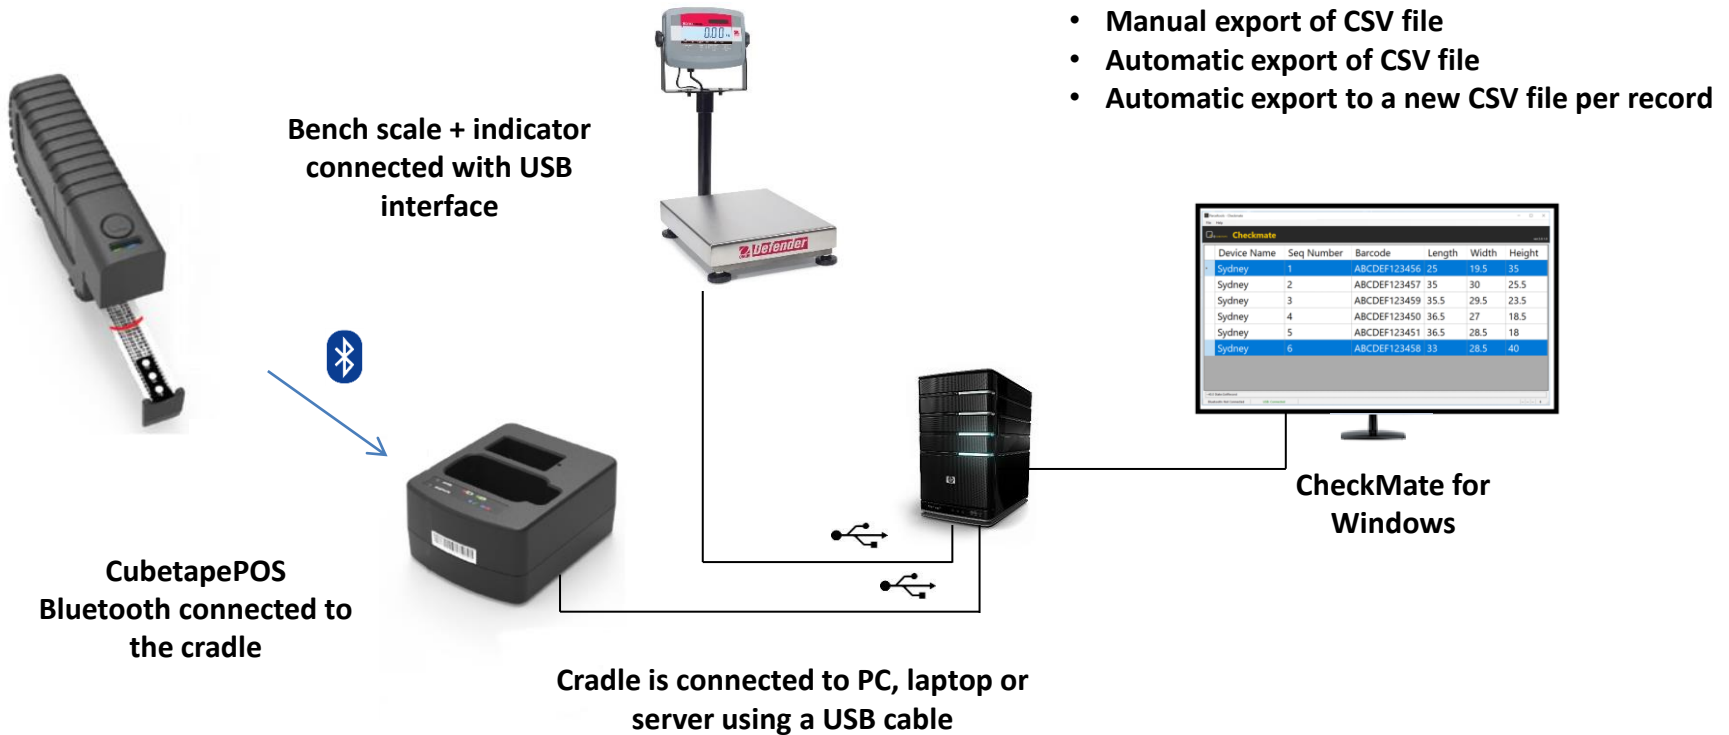 • Manual export of CSV file
• Automatic export of CSV file
• Automatic export to a new CSV file per record
Bench scale + indicator
connected with USB
interface
0.00
Defender
Checkmate
Device Name Seq Number Barcode Length Width Height
Sydney 1 ABCDEF123456 25 19.5 35
Sydney 2 ABCDEF123457 35 30 25.5
Sydney 3 ABCDEF123459 35.5 29.5 23.5
Sydney 4 ABCDEF123450 36.5 27 18.5
Sydney 5 ABCDEF123451 36.5 28.5 18
Sydney 6 ABCDEF123458 33 28.5 40
CheckMate for
Windows
CubetapePOS
Bluetooth connected to
the cradle
Cradle is connected to PC, laptop or
server using a USB cable